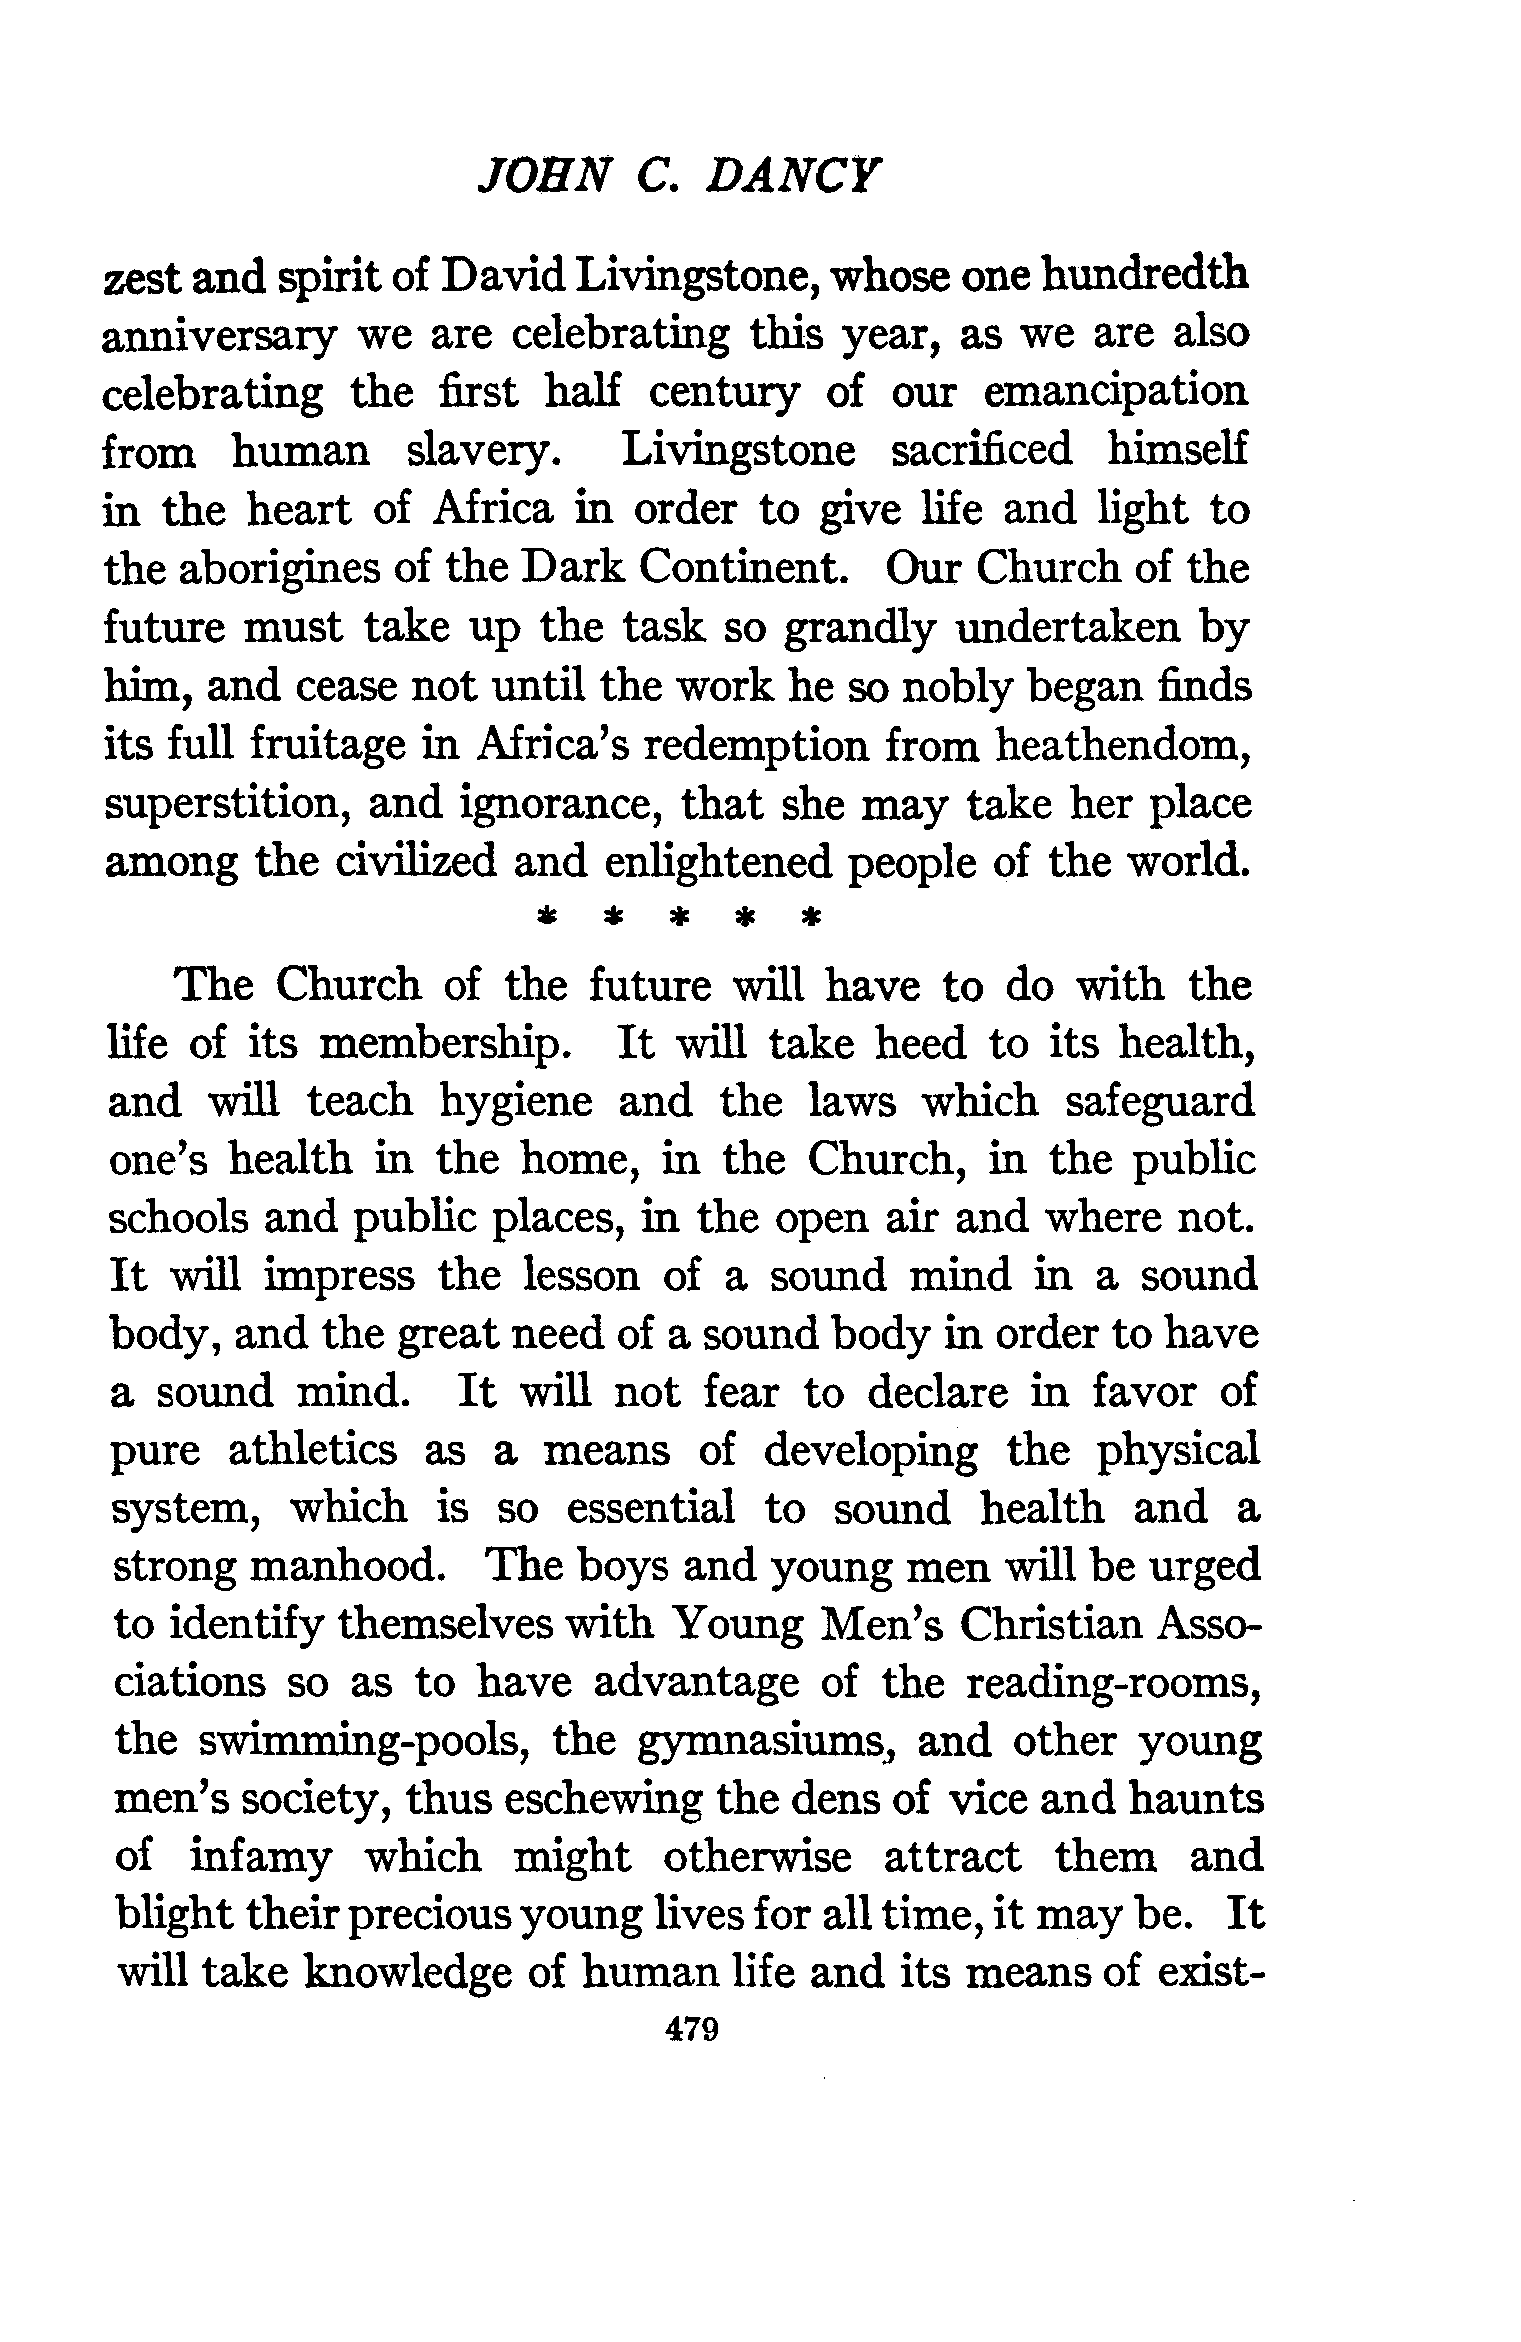 JOHN C. DANCY
zest and spirit of David Livingstone, whose one hundredth
anniversary we are celebrating this year, as we are also
celebrating the first half century of our emancipation
from human slavery. Livingstone sacrificed himself
in the heart of Africa in order to give life and light to
the aborigines of the Dark Continent. Our Church of the
future must take up the task so grandly undertaken by
him, and cease not until the work he so nobly began finds
its full fruitage in Africa's redemption from heathendom,
superstition, and ignorance, that she may take her place
among the civilized and enlightened people of the world.
* * * * *
The Church of the future will have to do with the
life of its membership. It will take heed to its health,
and will teach hygiene and the laws which safeguard
one's health in the home, in the Church, in the public
schools and public places, in the open air and where not.
It will impress the lesson of a sound mind in a sound
body, and the great need of a sound body in order to have
a sound mind. It will not fear to declare in favor of
pure athletics as a means of developing the physical
system, which is so essential to sound health and a
strong manhood. The boys and young men will be urged
to identify themselves with Young Men's Christian Asso-
ciations so as to have advantage of the reading-rooms,
the swimming-pools, the gymnasiums, and other young
men's society, thus eschewing the dens of vice and haunts
of infamy which might otherwise attract them and
blight their precious young lives for all time, it may be. It
will take knowledge of human life and its means of exist-
479